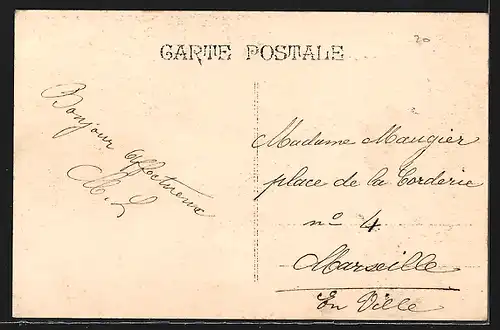 20
CARTE POSTALE
Bonjour
affectueux
M. L
Madame Maugier
place de la Corderie
n° 4
Marseille
En Ville